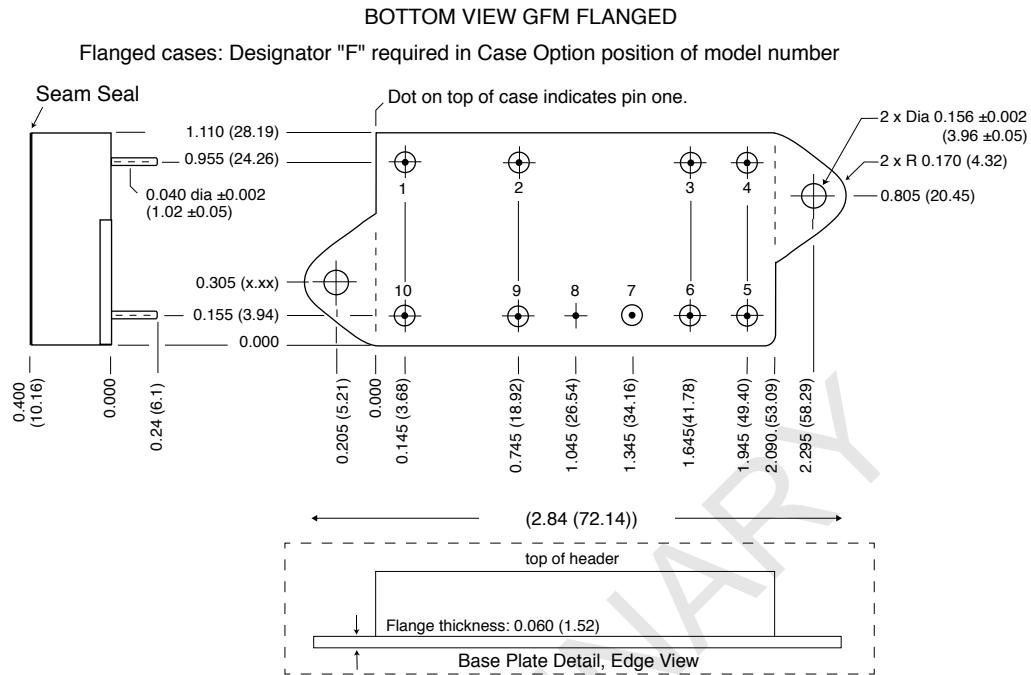 BOTTOM VIEW GFM FLANGED
Flanged cases: Designator "F" required in Case Option position of model number
Seam Seal
Dot on top of case indicates pin one.
1.110 (28.19)
0.955 (24.26)
0.040 dia ±0.002
(1.02 ±0.05)
0.305 (x.xx)
0.155 (3.94)
0.000
2 x Dia 0.156 ±0.002
(3.96 ±0.05)
2 x R 0.170 (4.32)
0.805 (20.45)
1
2
3
4
10
9
8
7
6
5
0.400
(10.16)
0.000
0.24 (6.1)
0.205 (5.21)
0.000
0.145 (3.68)
0.745 (18.92)
1.045 (26.54)
1.345 (34.16)
1.645(41.78)
1.945 (49.40)
2.090. (53.09)
2.295 (58.29)
(2.84 (72.14))
top of header
Flange thickness: 0.060 (1.52)
Base Plate Detail, Edge View